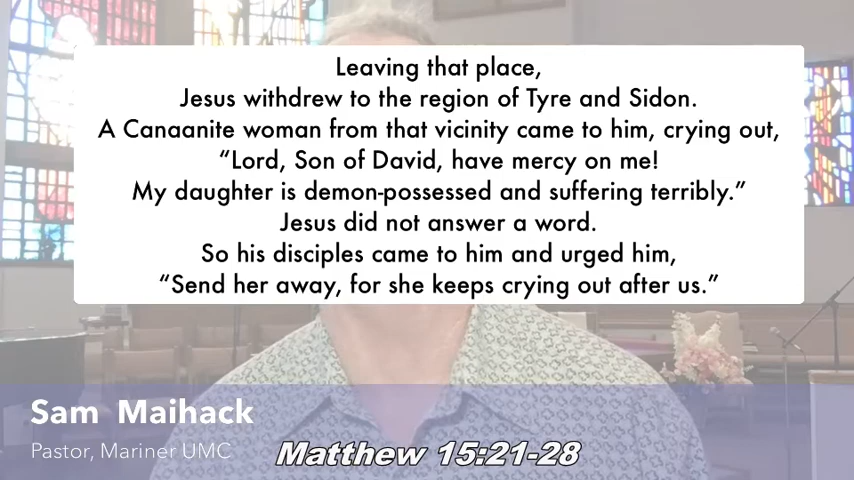 Leaving that place,
Jesus withdrew to the region of Tyre and Sidon.
A Canaanite woman from that vicinity came to him, crying out,
“Lord, Son of David, have mercy on me!
My daughter is demon-possessed and suffering terribly.”
Jesus did not answer a word.
So his disciples came to him and urged him,
“Send her away, for she keeps crying out after us.”
Sam Maihack
Pastor, Mariner UMC
Matthew 15:21-28